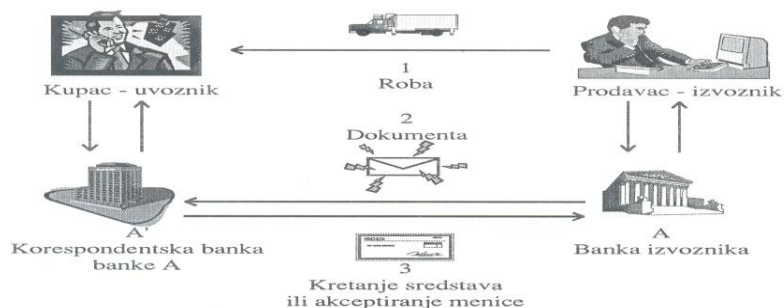 1
Roba
Kupac - uvoznik
Prodavac - izvoznik
2
Dokumenta
A'
Korespondentska banka
banke A
A
Banka izvoznika
3
Kretanje sredstava
ili akceptiranje menice